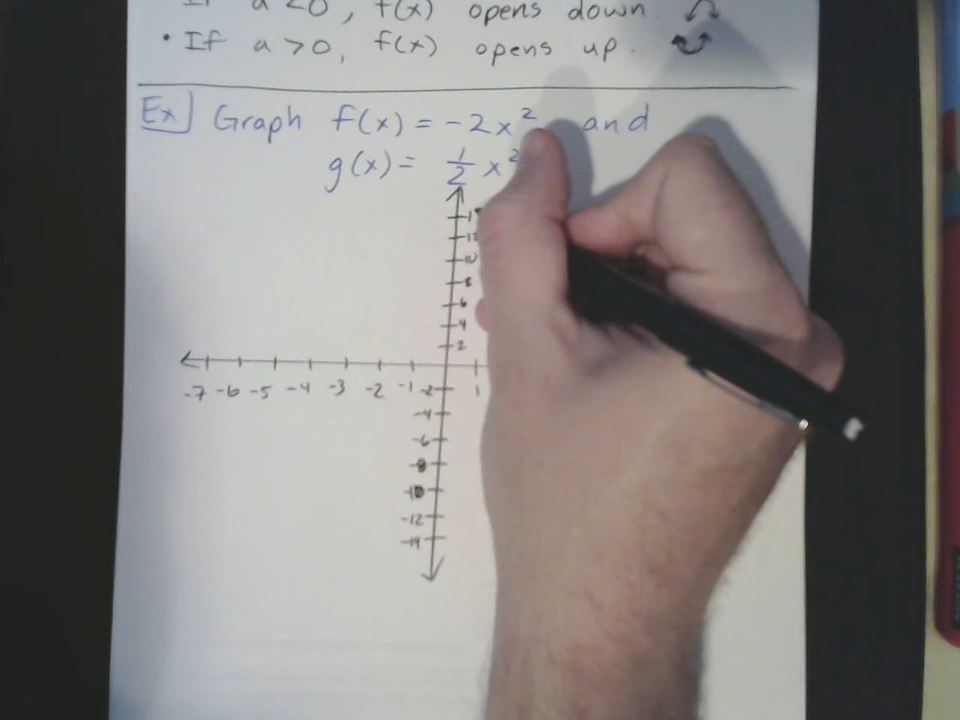 If a < 0, f(x) opens down
• If a > 0, f(x) opens up.
Ex Graph f(x) = -2x² and
g(x) = 1/2 x²
12
10
8
6
4
2
-7 -6 -5 -4 -3 -2 -1 -2 1
-4
-6
-8
-10
-12
-14